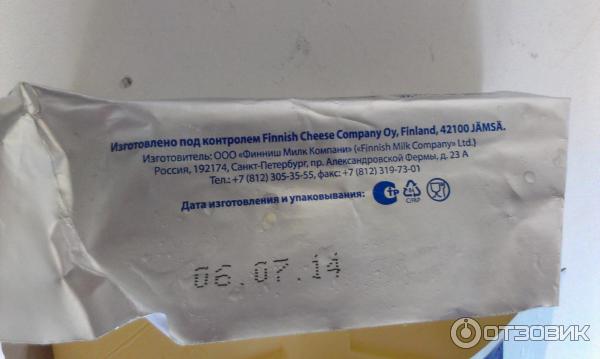 Изготовлено под контролем Finnish Cheese Company Oy, Finland, 42100 JÄMSÄ.
Изготовитель: ООО «Финниш Милк Компани» («Finnish Milk Company» Ltd.)
Россия, 192174, Санкт-Петербург, пр. Александровской Фермы, д. 23 А
Тел.: +7 (812) 305-35-55, факс: +7 (812) 319-73-01
Дата изготовления и упаковывания:
C/PAP
06.07.14
ОТЗОВИК